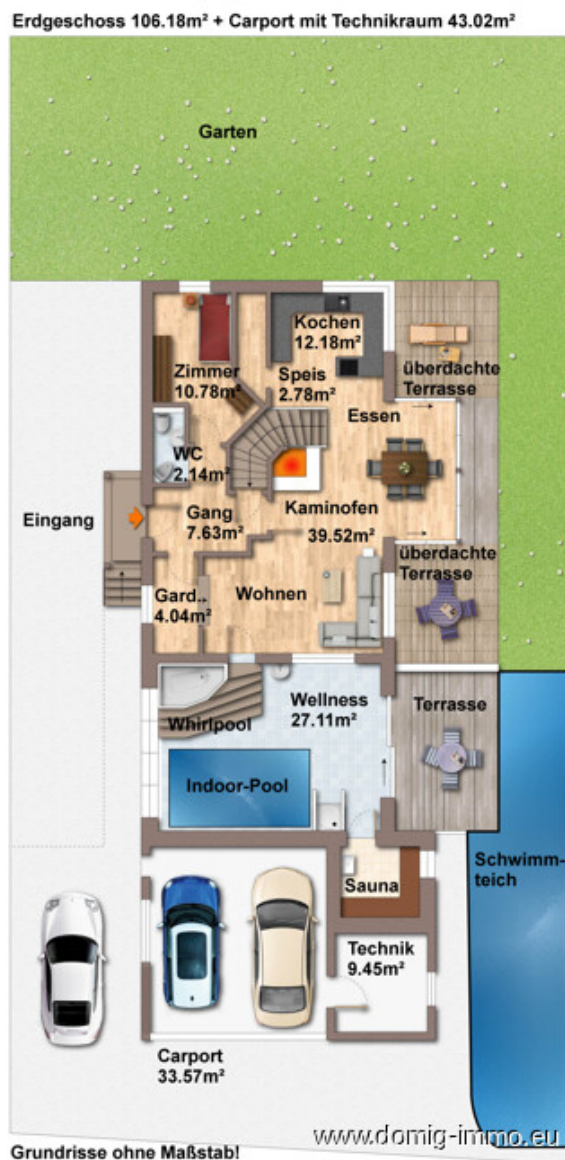 Erdgeschoss 106.18m² + Carport mit Technikraum 43.02m²
Garten
Kochen
12.18m²
Zimmer
10.78m²
Speis
2.78m²
überdachte
Terrasse
Essen
WC
2.14m²
Eingang
Gang
7.63m²
Kaminofen
39.52m²
überdachte
Terrasse
Gard..
4.04m²
Wohnen
Wellness
27.11m²
Terrasse
Whirlpool
Indoor-Pool
Schwimm-
teich
Sauna
Technik
9.45m²
Carport
33.57m²
www.domig-immo.eu
Grundrisse ohne Maßstab!